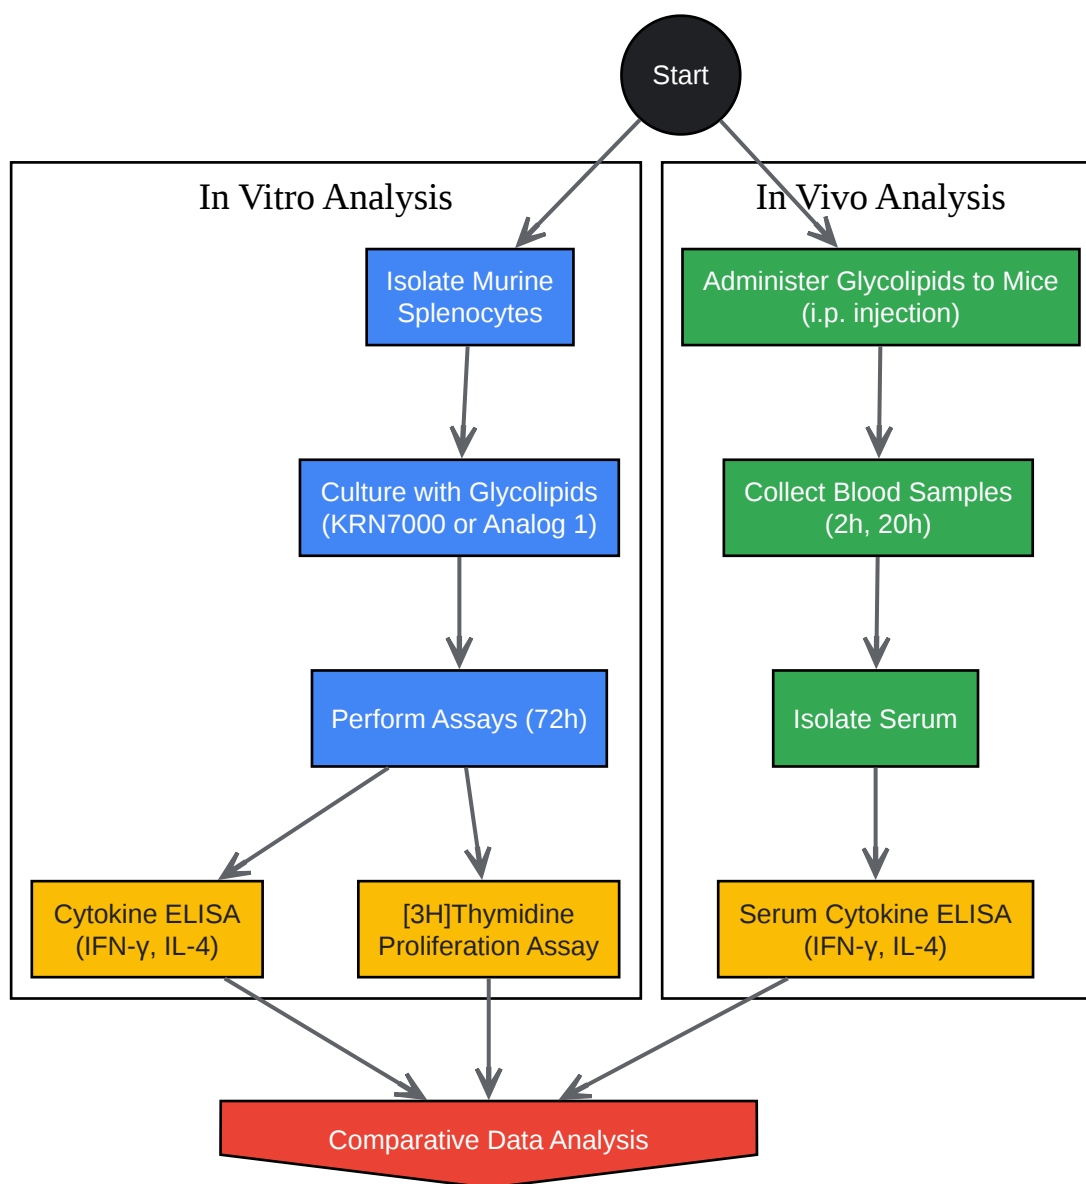 Start
In Vitro Analysis
Isolate Murine
Splenocytes
Culture with Glycolipids
(KRN7000 or Analog 1)
Perform Assays (72h)
Cytokine ELISA
(IFN-γ, IL-4)
[3H]Thymidine
Proliferation Assay
In Vivo Analysis
Administer Glycolipids to Mice
(i.p. injection)
Collect Blood Samples
(2h, 20h)
Isolate Serum
Serum Cytokine ELISA
(IFN-γ, IL-4)
Comparative Data Analysis